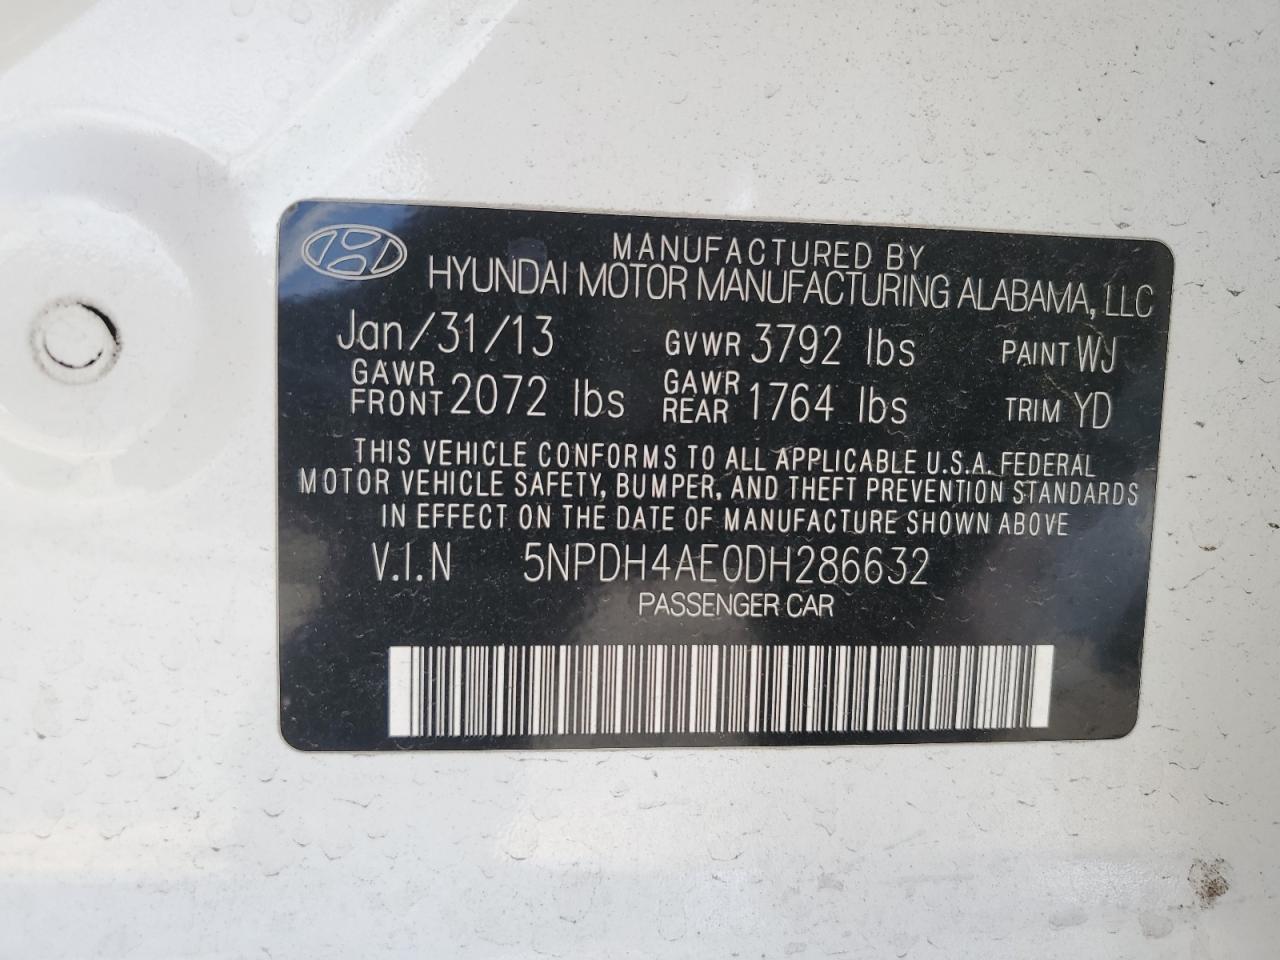 MANUFACTURED BY
HYUNDAI MOTOR MANUFACTURING ALABAMA, LLC
Jan/31/13 GVWR 3792 lbs PAINT WJ
GAWR FRONT 2072 lbs GAWR REAR 1764 lbs TRIM YD
THIS VEHICLE CONFORMS TO ALL APPLICABLE U.S.A. FEDERAL
MOTOR VEHICLE SAFETY, BUMPER, AND THEFT PREVENTION STANDARDS
IN EFFECT ON THE DATE OF MANUFACTURE SHOWN ABOVE
V.I.N 5NPDH4AE0DH286632
PASSENGER CAR